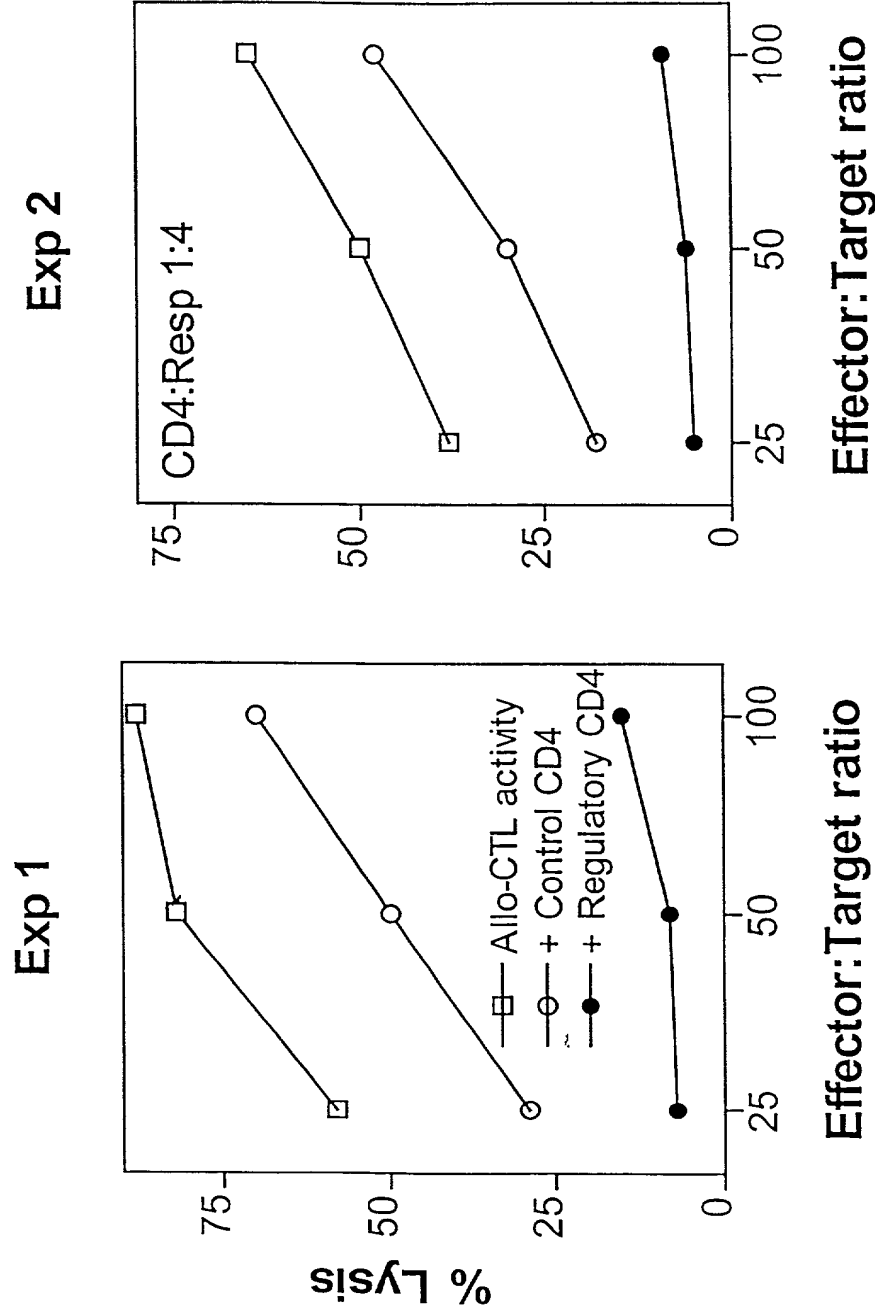 Exp 1
% Lysis
75
50
25
0
Allo-CTL activity
+ Control CD4
+ Regulatory CD4
25
50
100
Effector:Target ratio
Exp 2
CD4:Resp 1:4
75
50
25
0
25
50
100
Effector:Target ratio